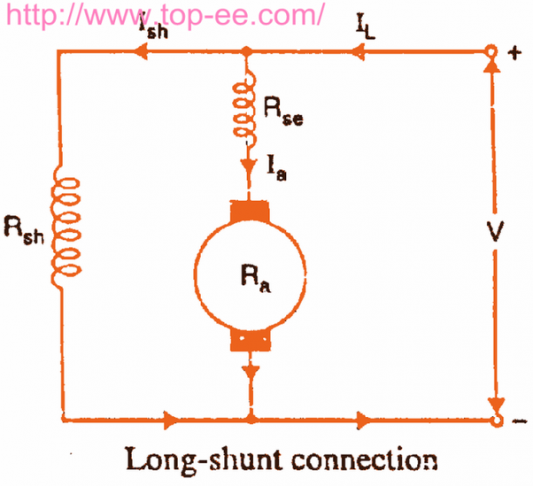 http://www.top-ee.com/
Ish
IL
+
Rse
Ia
Rsh
V
Ra
-
Long-shunt connection